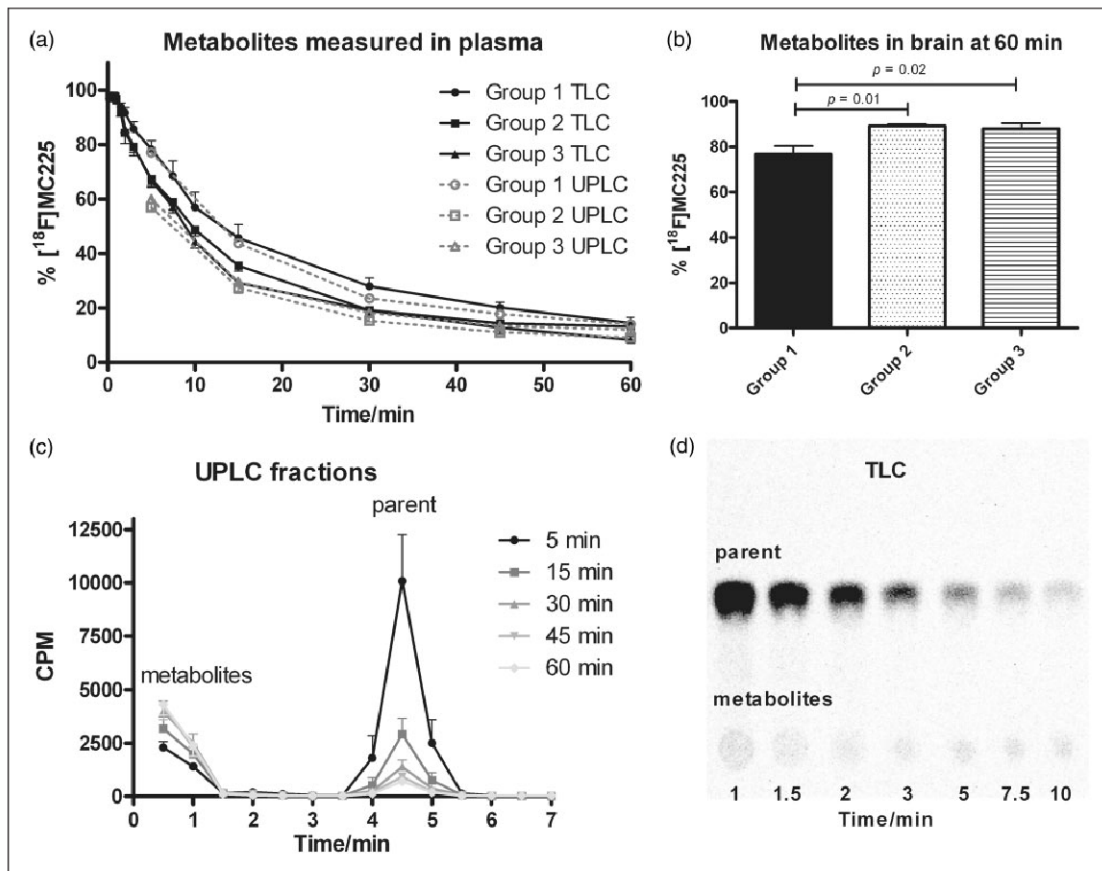 (a)
Metabolites measured in plasma
% [¹⁸F]MC225
100
80
60
40
20
0
0
10
20
30
40
50
60
Time/min
Group 1 TLC
Group 2 TLC
Group 3 TLC
Group 1 UPLC
Group 2 UPLC
Group 3 UPLC
(b)
Metabolites in brain at 60 min
p = 0.02
p = 0.01
% [¹⁸F]MC225
100
80
60
40
20
0
Group 1
Group 2
Group 3
(c)
UPLC fractions
parent
metabolites
CPM
12500
10000
7500
5000
2500
0
0
1
2
3
4
5
6
7
Time/min
5 min
15 min
30 min
45 min
60 min
(d)
TLC
parent
metabolites
1 1.5 2 3 5 7.5 10
Time/min